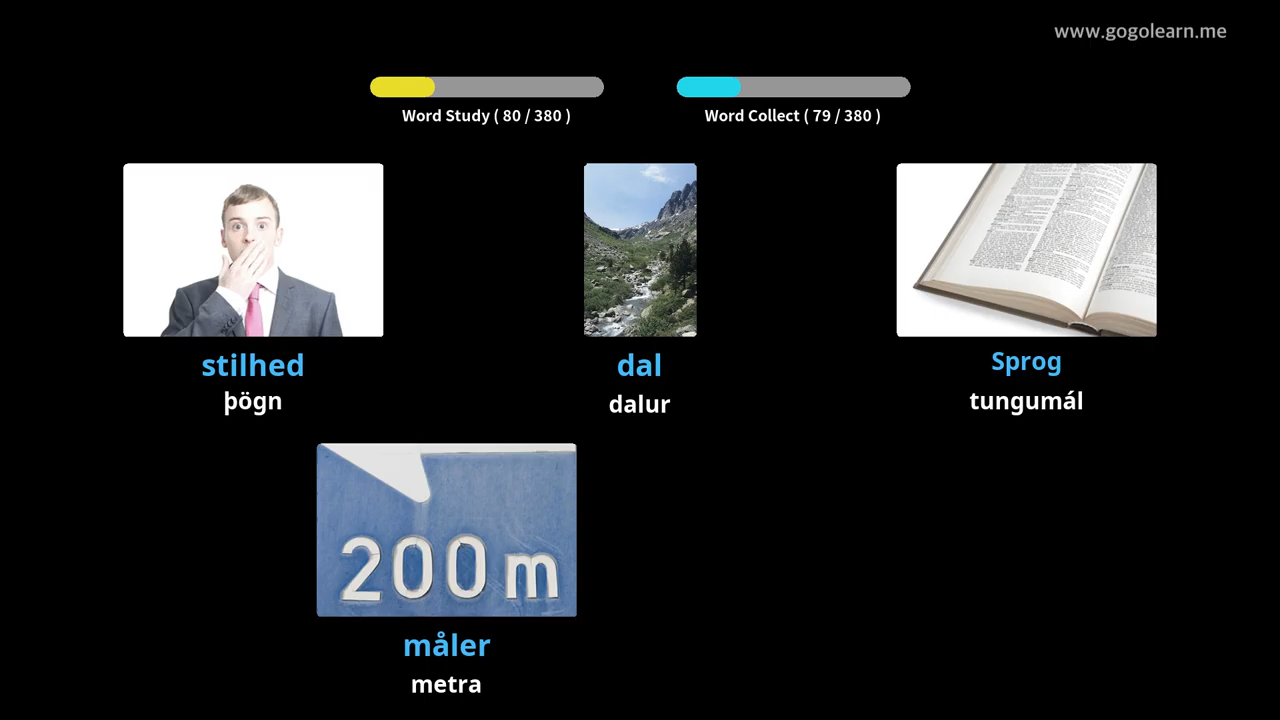 www.gogolearn.me
Word Study ( 80 / 380 )
Word Collect ( 79 / 380 )
stilhed
þögn
dal
dalur
Sprog
tungumál
200 m
måler
metra